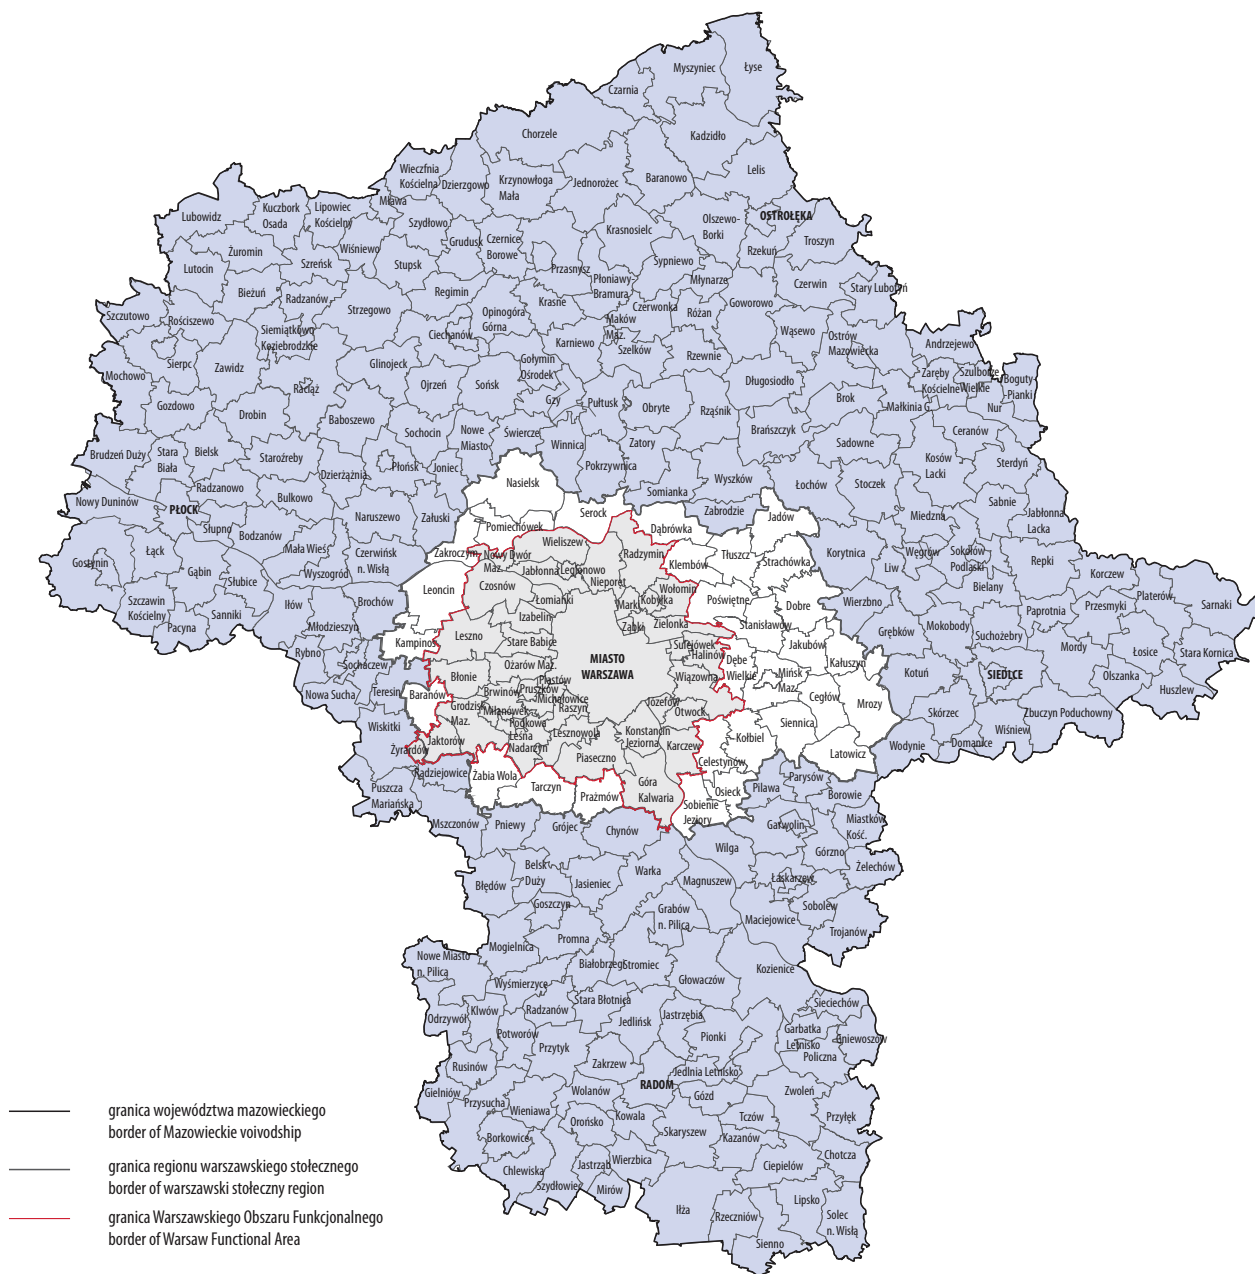 Myszyniec
Łyse
Czarnia
Chorzele
Kadzidło
Wieczfnia
Kościelna
Dzierzgowo
Krzynowłoga
Mała
Jednorożec
Baranowo
Lelis
Mława
Lubowidz
Kuczbork
Osada
Lipowiec
Kościelny
Szydłowo
Krasnosielc
Olszewo-
Borki
OSTROŁĘKA
Troszyn
Żuromin
Wiśniewo
Grudusk
Czernice
Borowe
Rzekuń
Lutocin
Szreńsk
Stupsk
Przasnysz
Sypniewo
Bieżuń
Radzanów
Regimin
Płoniawy-
Bramura
Młynarze
Czerwin
Stary Lubotyń
Szczutowo
Rościszewo
Strzegowo
Opinogóra
Górna
Krasne
Czerwonka
Różan
Goworowo
Siemiątkowo
Koziebrodzkie
Ciechanów
Maków
Maz.
Karniewo
Wąsewo
Ostrów
Mazowiecka
Andrzejewo
Szelków
Sierpc
Zawidz
Glinojeck
Gołymin
Ośrodek
Rzewnie
Mochowo
Zaręby
Kościelne
Szulborze
Wielkie
Boguty-
Pianki
Raciąż
Ojrzeń
Sońsk
Długosiodło
Brok
Gozdowo
Drobin
Gzy
Pułtusk
Obryte
Rząśnik
Małkinia G.
Nur
Baboszewo
Sochocin
Nowe
Miasto
Świercze
Winnica
Zatory
Brańszczyk
Sadowne
Ceranów
Brudzeń Duży
Stara
Biała
Bielsk
Staroźreby
Dzierżążnia
Płońsk
Joniec
Pokrzywnica
Kosów
Lacki
Sterdyń
Radzanowo
Nasielsk
Somianka
Wyszków
Łochów
Stoczek
Nowy Duninów
PŁOCK
Bulkowo
Naruszewo
Załuski
Serock
Zabrodzie
Jadów
Miedzna
Sabnie
Jabłonna
Lacka
Słupno
Bodzanów
Pomiechówek
Dąbrówka
Gostynin
Łąck
Mała Wieś
Czerwińsk
n. Wisłą
Zakroczym
Nowy Dwór
Maz.
Wieliszew
Radzymin
Tłuszcz
Korytnica
Węgrów
Sokołów
Podlaski
Repki
Gąbin
Słubice
Wyszogród
Leoncin
Czosnów
Jabłonna
Legionowo
Nieporęt
Klembów
Strachówka
Liw
Bielany
Korczew
Szczawin
Kościelny
Sanniki
Iłów
Brochów
Łomianki
Wołomin
Kobyłka
Marki
Poświętne
Dobre
Wierzbno
Platerów
Przesmyki
Sarnaki
Pacyna
Młodzieszyn
Izabelin
Zielonka
Ząbki
Stanisławów
Grębków
Mokobody
Paprotnia
Kampinos
Leszno
Stare Babice
Suchożebry
Mordy
Rybno
Sochaczew
Ożarów Maz.
MIASTO
WARSZAWA
Sulejówek
Halinów
Dębe
Wielkie
Jakubów
Kałuszyn
Kotuń
SIEDLCE
Łosice
Stara Kornica
Nowa Sucha
Teresin
Baranów
Błonie
Piastów
Pruszków
Brwinów
Michałowice
Wiązowna
Mińsk
Maz.
Cegłów
Mrozy
Olszanka
Huszlew
Grodzisk
Maz.
Milanówek
Podkowa
Leśna
Raszyn
Józefów
Otwock
Skórzec
Wiśniew
Zbuczyn Poduchowny
Wiskitki
Lesznowola
Konstancin
Jeziorna
Kołbiel
Siennica
Latowicz
Wodynie
Domanice
Żyrardów
Jaktorów
Nadarzyn
Piaseczno
Karczew
Celestynów
Radziejowice
Żabia Wola
Tarczyn
Prażmów
Góra
Kalwaria
Osieck
Parysów
Pilawa
Borowie
Puszcza
Mariańska
Sobienie
Jeziory
Mszczonów
Pniewy
Grójec
Chynów
Garwolin
Miastków
Kość.
Wilga
Górzno
Żelechów
Belsk
Duży
Błędów
Jasieniec
Warka
Magnuszew
Łaskarzew
Goszczyn
Grabów
n. Pilicą
Sobolew
Maciejowice
Trojanów
Mogielnica
Promna
Nowe Miasto
n. Pilicą
Białobrzegi
Stromiec
Głowaczów
Kozienice
Wyśmierzyce
Stara Błotnica
Sieciechów
Odrzywół
Klwów
Radzanów
Jedlińsk
Jastrzębia
Garbatka
Letnisko
Gniewoszów
Potworów
Przytyk
Pionki
Policzna
Rusinów
Zakrzew
Jedlnia Letnisko
RADOM
Gielniów
Przysucha
Wolanów
Gózd
Zwoleń
Wieniawa
Orońsko
Kowala
Tczów
Przyłęk
Borkowice
Skaryszew
Kazanów
Chotcza
Chlewiska
Jastrząb
Wierzbica
Ciepielów
Szydłowiec
Mirów
Iłża
Rzeczniów
Lipsko
Solec
n. Wisłą
Sienno
granica województwa mazowieckiego
border of Mazowieckie voivodship
granica regionu warszawskiego stołecznego
border of warszawski stołeczny region
granica Warszawskiego Obszaru Funkcjonalnego
border of Warsaw Functional Area